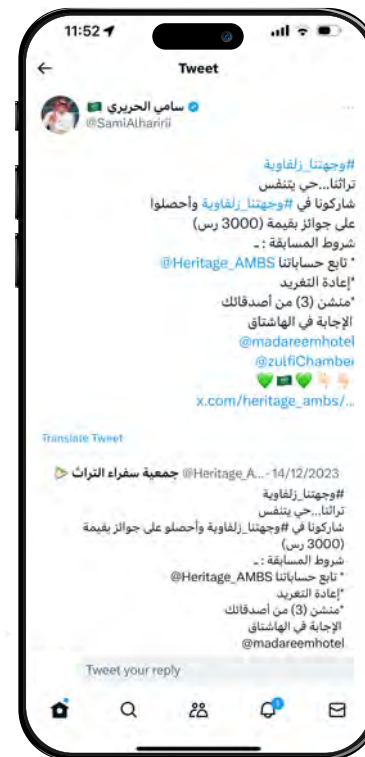 11:52
Tweet
سامي الحريري
@SamiAlharirii
#وجهتنا_زلفاوية
تراثنا...حي يتنفس
شاركونا في #وجهتنا_زلفاوية وأحصلوا
على جوائز بقيمة (3000 رس)
شروط المسابقة : ـ
* تابع حساباتنا @Heritage_AMBS
*إعادة التغريد
*منشن (3) من أصدقائك
الإجابة في الهاشتاق
@madareemhotel
@zulfiChamber
x.com/heritage_ambs/...
Translate Tweet
جمعية سفراء التراث @Heritage_A... · 14/12/2023
#وجهتنا_زلفاوية
تراثنا...حي يتنفس
شاركونا في #وجهتنا_زلفاوية وأحصلو على جوائز بقيمة
(3000 رس)
شروط المسابقة : ـ
* تابع حساباتنا @Heritage_AMBS
*إعادة التغريد
*منشن (3) من أصدقائك
الإجابة في الهاشتاق
@madareemhotel
Tweet your reply
1